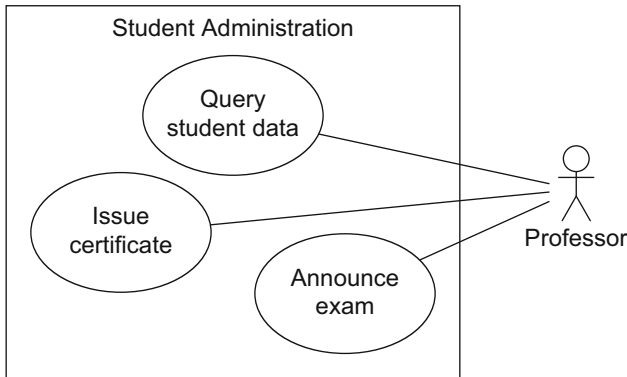 Student Administration
Query
student data
Issue
certificate
Professor
Announce
exam